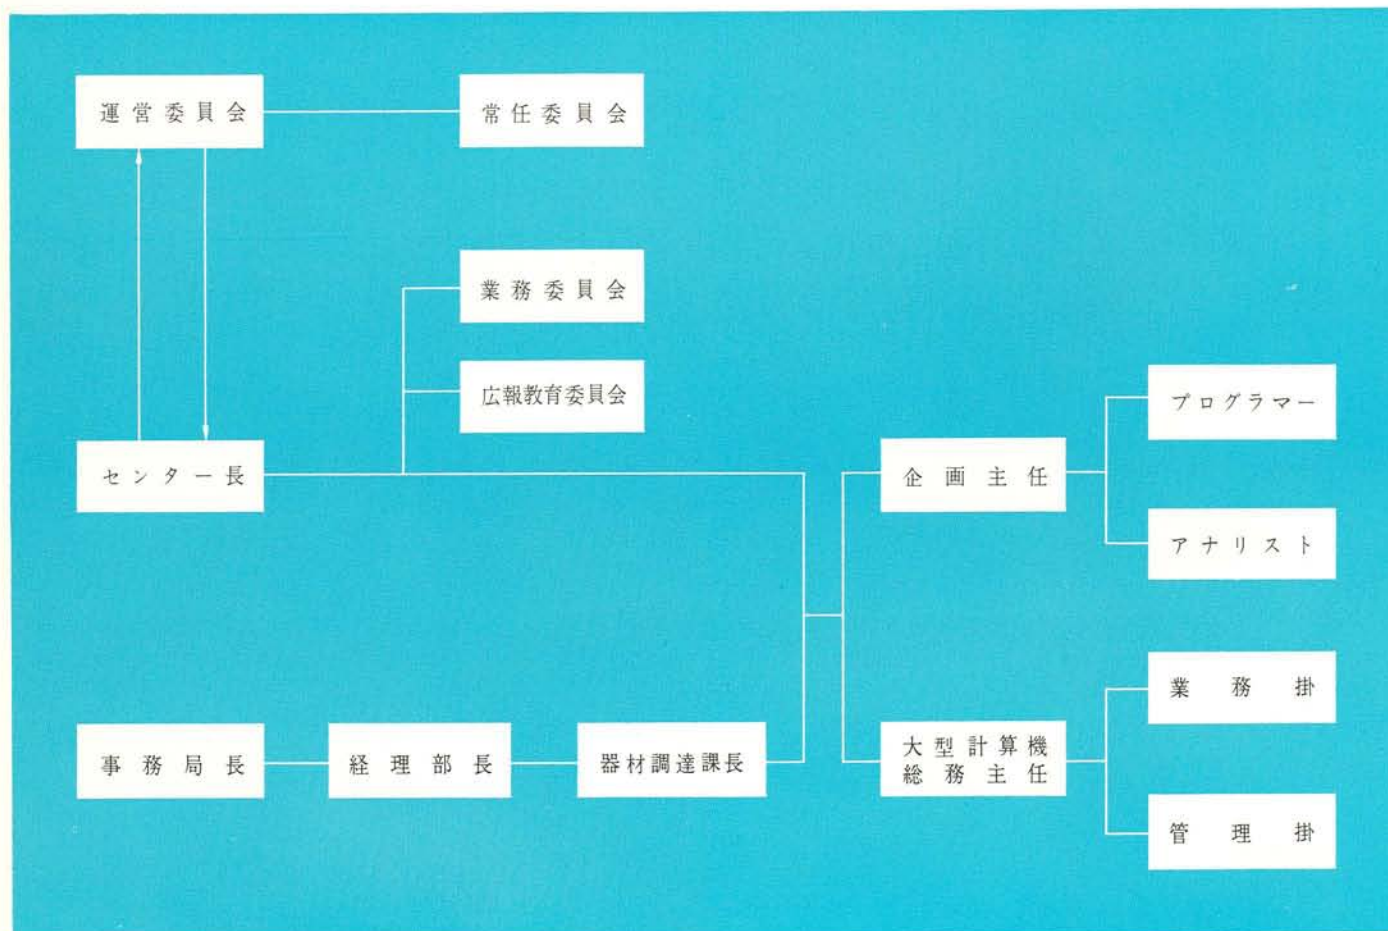 運営委員会
常任委員会
業務委員会
広報教育委員会
センター長
企画主任
プログラマー
アナリスト
事務局長
経理部長
器材調達課長
大型計算機
総務主任
業務掛
管理掛